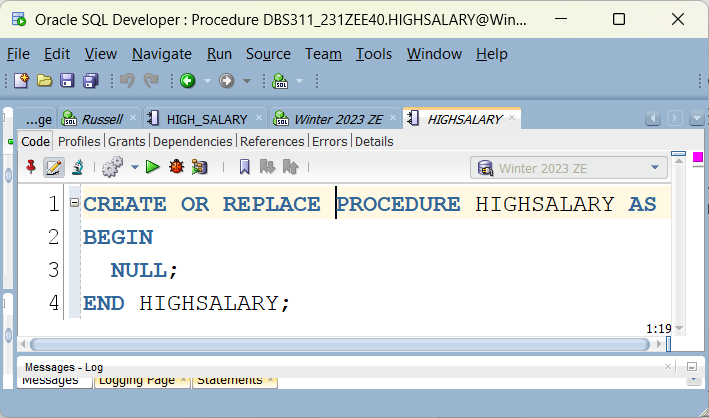 Oracle SQL Developer : Procedure DBS311_231ZEE40.HIGHSALARY@Win...
File Edit View Navigate Run Source Team Tools Window Help
...ge Russell HIGH_SALARY Winter 2023 ZE HIGHSALARY
Code Profiles Grants Dependencies References Errors Details
Winter 2023 ZE
1 CREATE OR REPLACE PROCEDURE HIGHSALARY AS
2 BEGIN
3 NULL;
4 END HIGHSALARY;
1:19
Messages - Log
Messages Logging Page Statements